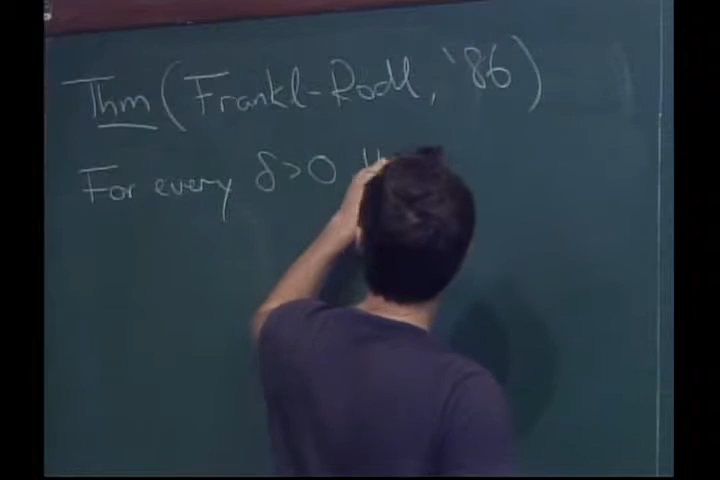 Thm (Frankl-Rödl, '86)
For every δ>0